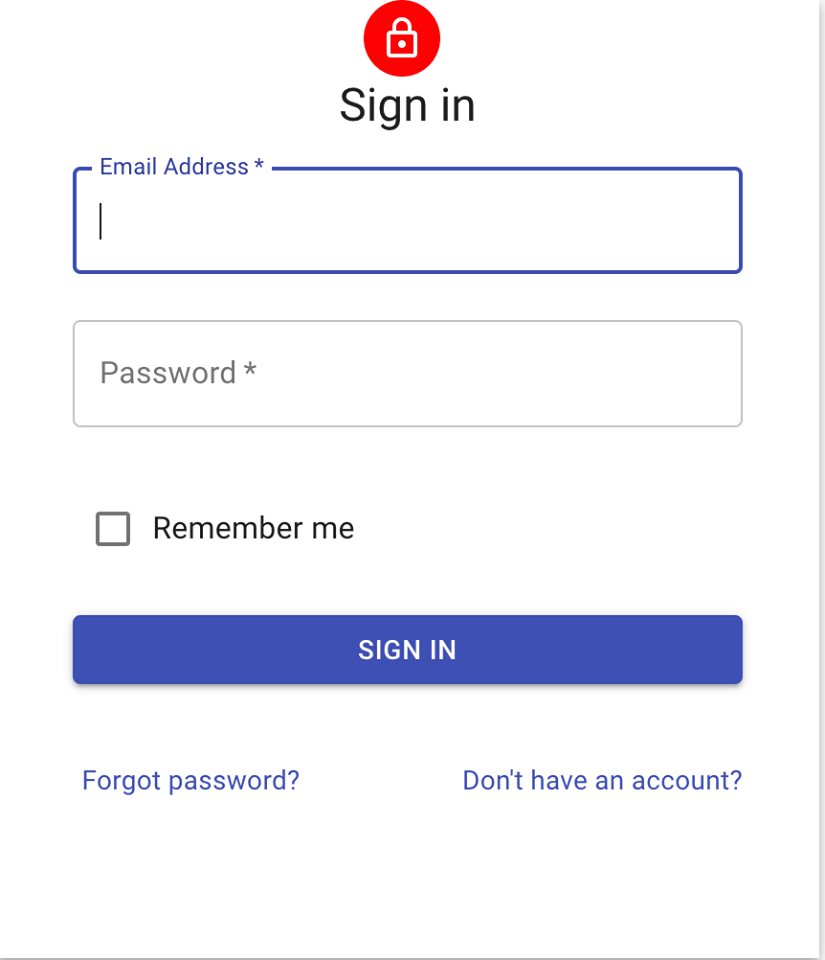 Sign in
Email Address *
Password *
Remember me
SIGN IN
Forgot password? Don't have an account?